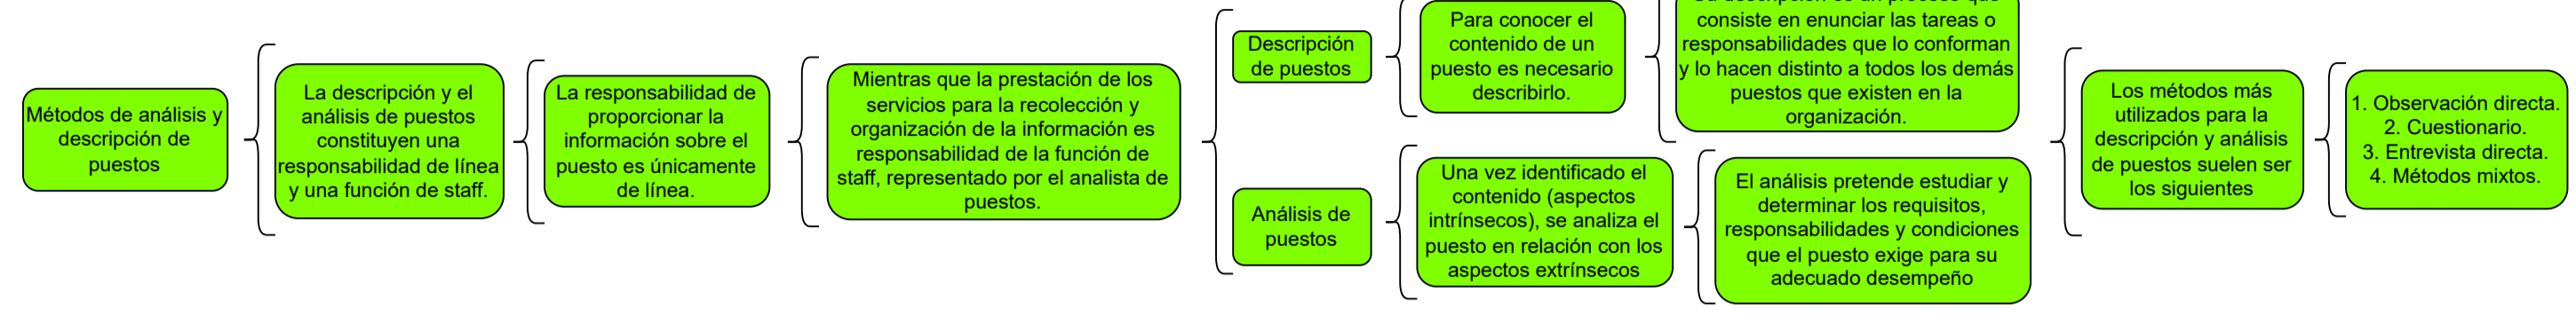 Métodos de análisis y
descripción de
puestos
La descripción y el
análisis de puestos
constituyen una
responsabilidad de línea
y una función de staff.
La responsabilidad de
proporcionar la
información sobre el
puesto es únicamente
de línea.
Mientras que la prestación de los
servicios para la recolección y
organización de la información es
responsabilidad de la función de
staff, representado por el analista de
puestos.
Descripción
de puestos
Para conocer el
contenido de un
puesto es necesario
describirlo.
Su descripción es un proceso que
consiste en enunciar las tareas o
responsabilidades que lo conforman
y lo hacen distinto a todos los demás
puestos que existen en la
organización.
Análisis de
puestos
Una vez identificado el
contenido (aspectos
intrínsecos), se analiza el
puesto en relación con los
aspectos extrínsecos
El análisis pretende estudiar y
determinar los requisitos,
responsabilidades y condiciones
que el puesto exige para su
adecuado desempeño
Los métodos más
utilizados para la
descripción y análisis
de puestos suelen ser
los siguientes
1. Observación directa.
2. Cuestionario.
3. Entrevista directa.
4. Métodos mixtos.